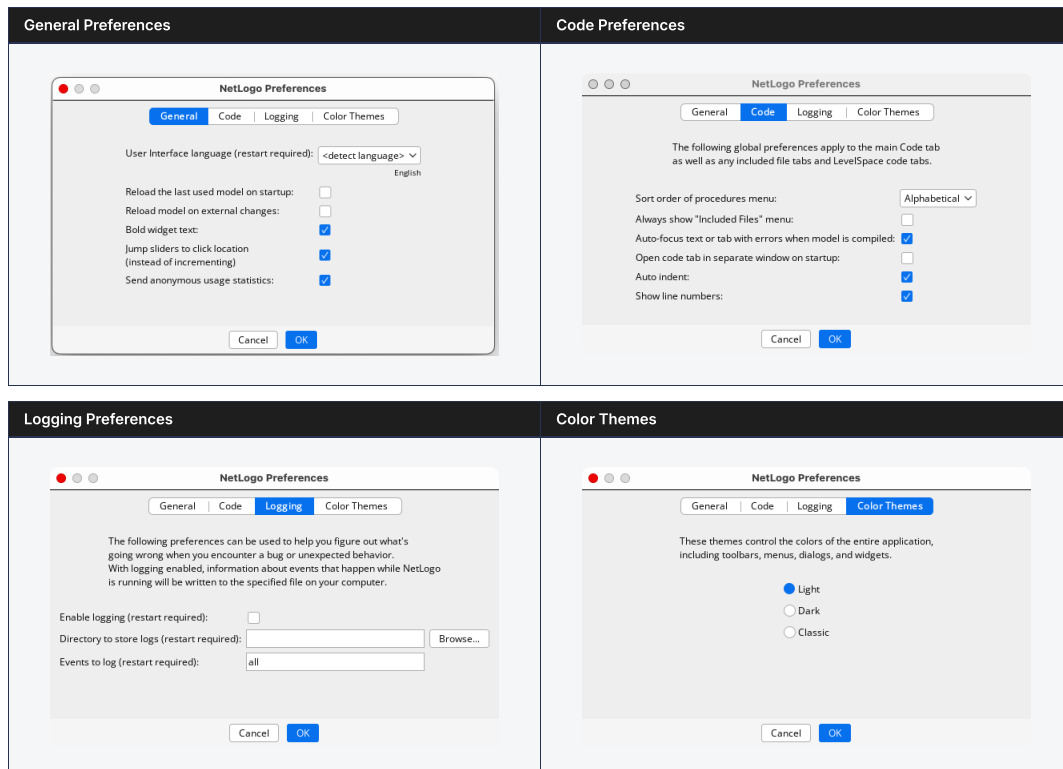 General Preferences
NetLogo Preferences
General Code Logging Color Themes
User Interface language (restart required): <detect language>
English
Reload the last used model on startup:
Reload model on external changes:
Bold widget text:
Jump sliders to click location
(instead of incrementing)
Send anonymous usage statistics:
Cancel OK
Code Preferences
NetLogo Preferences
General Code Logging Color Themes
The following global preferences apply to the main Code tab
as well as any included file tabs and LevelSpace code tabs.
Sort order of procedures menu: Alphabetical
Always show "Included Files" menu:
Auto-focus text or tab with errors when model is compiled:
Open code tab in separate window on startup:
Auto indent:
Show line numbers:
Cancel OK
Logging Preferences
NetLogo Preferences
General Code Logging Color Themes
The following preferences can be used to help you figure out what's
going wrong when you encounter a bug or unexpected behavior.
With logging enabled, information about events that happen while NetLogo
is running will be written to the specified file on your computer.
Enable logging (restart required):
Directory to store logs (restart required): Browse...
Events to log (restart required): all
Cancel OK
Color Themes
NetLogo Preferences
General Code Logging Color Themes
These themes control the colors of the entire application,
including toolbars, menus, dialogs, and widgets.
Light
Dark
Classic
Cancel OK